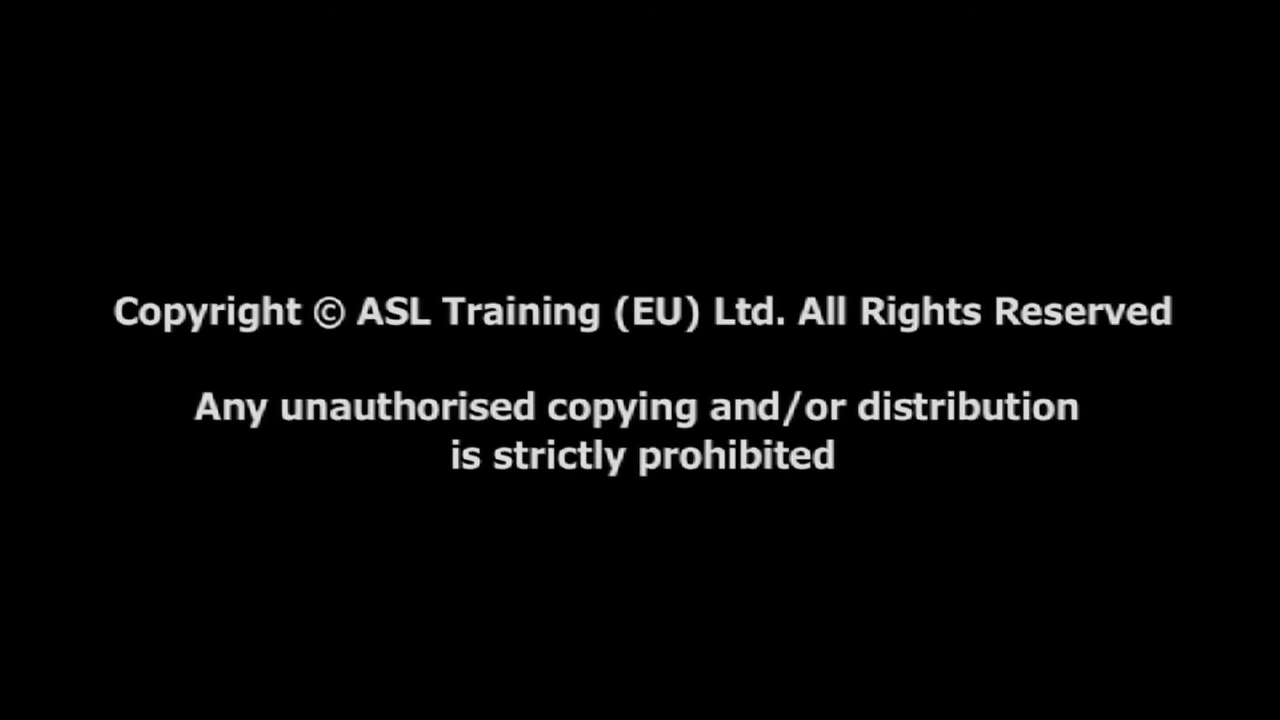 Copyright © ASL Training (EU) Ltd. All Rights Reserved
Any unauthorised copying and/or distribution
is strictly prohibited